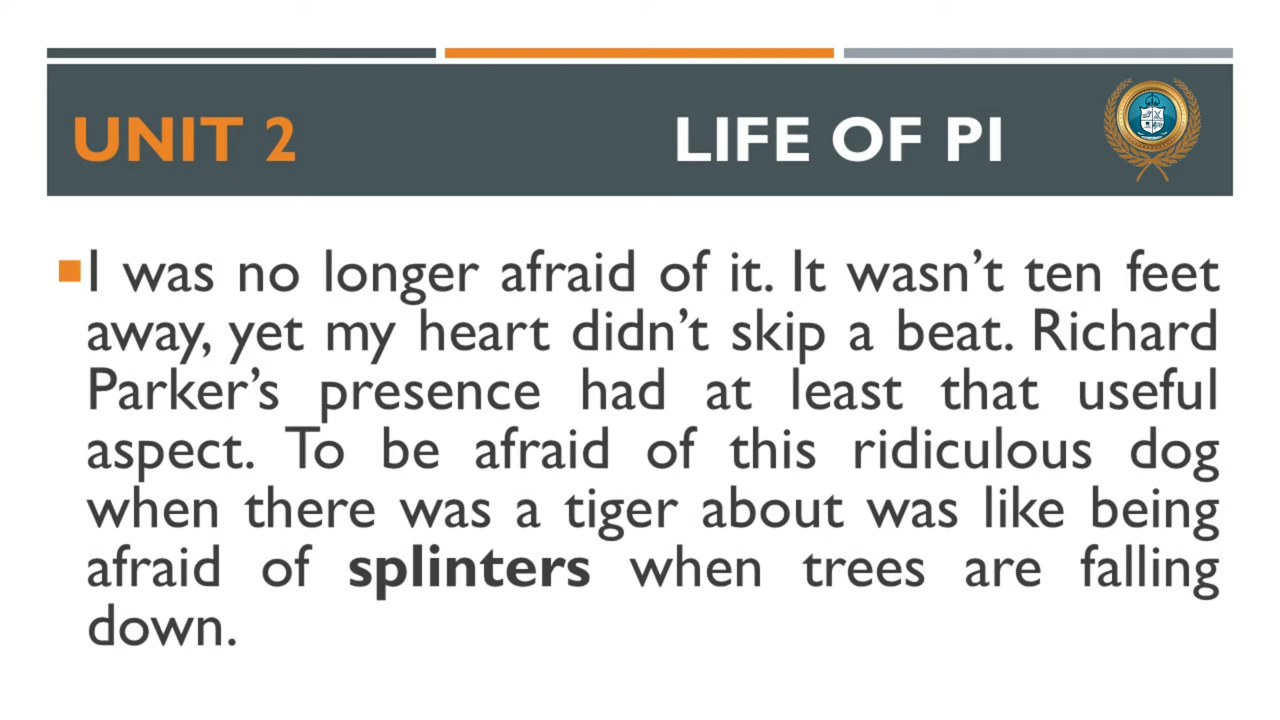 UNIT 2 LIFE OF PI
I was no longer afraid of it. It wasn’t ten feet
away, yet my heart didn’t skip a beat. Richard
Parker’s presence had at least that useful
aspect. To be afraid of this ridiculous dog
when there was a tiger about was like being
afraid of splinters when trees are falling
down.